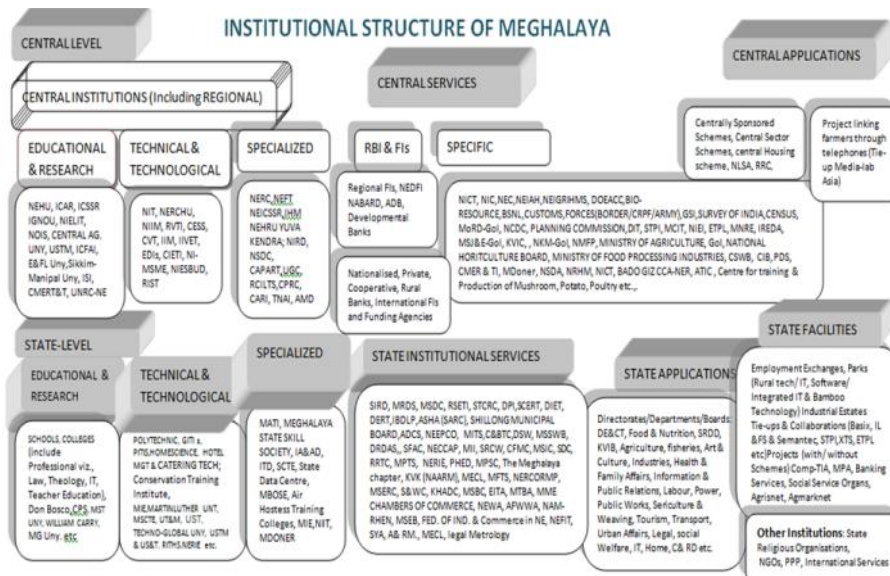 INSTITUTIONAL STRUCTURE OF MEGHALAYA
CENTRAL LEVEL
CENTRAL INSTITUTIONS (Including REGIONAL)
CENTRAL SERVICES
CENTRAL APPLICATIONS
EDUCATIONAL
& RESEARCH
TECHNICAL &
TECHNOLOGICAL
SPECIALIZED
RBI & FIs
SPECIFIC
Centrally Sponsored
Schemes, Central Sector
Schemes, central Housing
scheme, NLSA, RRC,
Project linking
farmers through
telephones (Tie-
up Media-lab
Asia)
NEHU, ICAR, ICSSR
IGNOU, NIELIT,
NOIS, CENTRAL AG.
UNY, USTM, ICFAI,
E&FL Uny,Sikkim-
Manipal Uny, ISI,
CMERT&T, UNRC-NE
NIT, NERCHU,
NIIM, RVTI, CESS,
CVT, IIM, IIVET,
EDIs, CIETI, NI-
MSME, NIESBUD,
RIST
NERC, NEFT
NEICSSR, IHM
NEHRU YUVA
KENDRA; NIRD,
NSDC,
CAPART,UGC,
RCILTS,CPRC,
CARI, TNAI, AMD
Regional FIs, NEDFI
NABARD, ADB,
Developmental
Banks
Nationalised, Private,
Cooperative, Rural
Banks, International FIs
and Funding Agencies
NICT, NIC,NEC,NEIAH,NEIGRIHMS, DOEACC,BIO-
RESOURCE,BSNL,CUSTOMS,FORCES(BORDER/CRPF/ARMY),GSI,SURVEY OF INDIA,CENSUS,
MoRD-GoI, NCDC, PLANNING COMMISSION,DIT, STPI, MCIT, NIEI, ETPL, MNRE, IREDA,
MSJ&E-GoI, KVIC, , NKM-GoI, NMFP, MINISTRY OF AGRICULTURE, GoI, NATIONAL
HORITCULTURE BOARD, MINISTRY OF FOOD PROCESSING INDUSTRIES, CSWB, CIB, PDS,
CMER & TI, MDoner, NSDA, NRHM, NICT, BADO GIZ CCA-NER, ATIC , Centre for training &
Production of Mushroom, Potato, Poultry etc.,.
STATE-LEVEL
EDUCATIONAL &
RESEARCH
TECHNICAL &
TECHNOLOGICAL
SPECIALIZED
STATE INSTITUTIONAL SERVICES
STATE APPLICATIONS
STATE FACILITIES
SCHOOLS, COLLEGES
(include
Professional viz.,
Law, Theology, IT,
Teacher Education),
Don Bosco,CPS, MST
UNY, WILLIAM CARRY,
MG Uny. etc
POLYTECHNIC, GITI s,
PITIS,HOMESCIENCE, HOTEL
MGT & CATERING TECH;
Conservation Training
Institute,
MIE,MARTINLUTHER UNT,
MSCTE, UT&M, UST,
TECHNO-GLOBAL UNY, USTM
& US&T. RITHS,NERIE etc.
MATI, MEGHALAYA
STATE SKILL
SOCIETY, IA&AD,
ITD, SCTE, State
Data Centre,
MBOSE, Air
Hostess Training
Colleges, MIE,NIIT,
MDONER
SIRD, MRDS, MSDC, RSETI, STCRC, DPI,SCERT, DIET,
DERT,IBDLP,ASHA (SARC), SHILLONG MUNICIPAL
BOARD,ADCS, NEEPCO, MITS,C&BTC,DSW, MSSWB,
DRDAS,, SFAC, NECCAP, MII, SRCW, CFMC,MSIC, SDC,
RRTC, MPTS, NERIE, PHED, MPSC, The Meghalaya
chapter, KVK (NAARM), MECL, MFTS, NERCORMP,
MSERC, S&WC, KHADC, MSBC, EITA, MTBA, MME
CHAMBERS OF COMMERCE, NEWA, APWWA, NAM-
RHEN, MSEB, FED. OF IND. & Commerce in NE, NEFIT,
SYA, A& RM., MECL, legal Metrology
Directorates/Departments/Boards:
DE&CT, Food & Nutrition, SRDD,
KVIB, Agriculture, fisheries, Art &
Culture, Industries, Health &
Family Affairs, Information &
Public Relations, Labour, Power,
Public Works, Sericulture &
Weaving, Tourism, Transport,
Urban Affairs, Legal, social
Welfare, IT, Home, C& RD etc.
Employment Exchanges, Parks
(Rural tech/ IT, Software/
Integrated IT & Bamboo
Technology) Industrial Estates
Tie-ups & Collaborations (Basix, IL
&FS & Semantec, STPI,XTS, ETPL
etc)Projects (with/ without
Schemes) Comp-TIA, MPA, Banking
Services, Social Service Organs,
Agrisnet, Agmarknet
Other Institutions: State
Religious Organisations,
NGOs, PPP, International Services